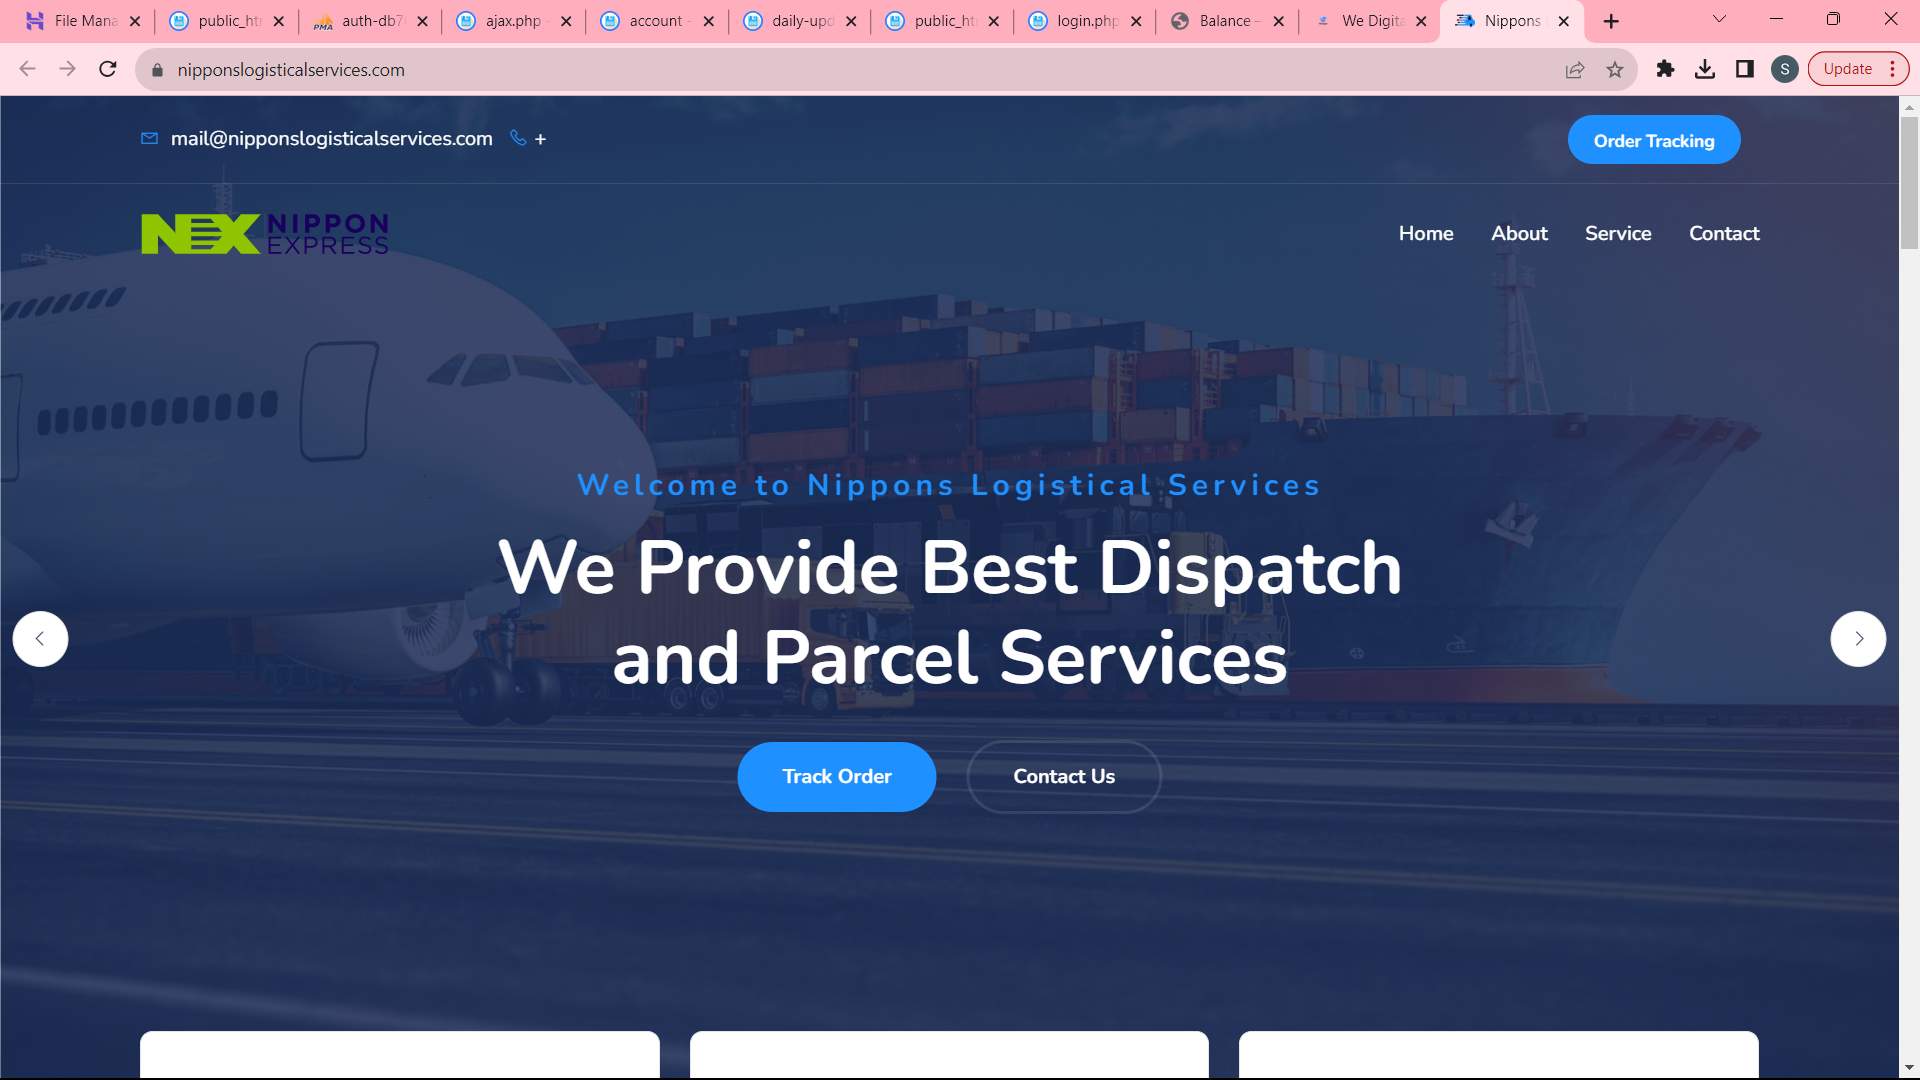 File Mana
public_ht
auth-db7
ajax.php -
account -
daily-upd
public_ht
login.php
Balance –
We Digita
Nippons
nipponslogisticalservices.com
S
Update
mail@nipponslogisticalservices.com +
Order Tracking
NEX NIPPON EXPRESS
Home About Service Contact
Welcome to Nippons Logistical Services
We Provide Best Dispatch
and Parcel Services
Track Order
Contact Us